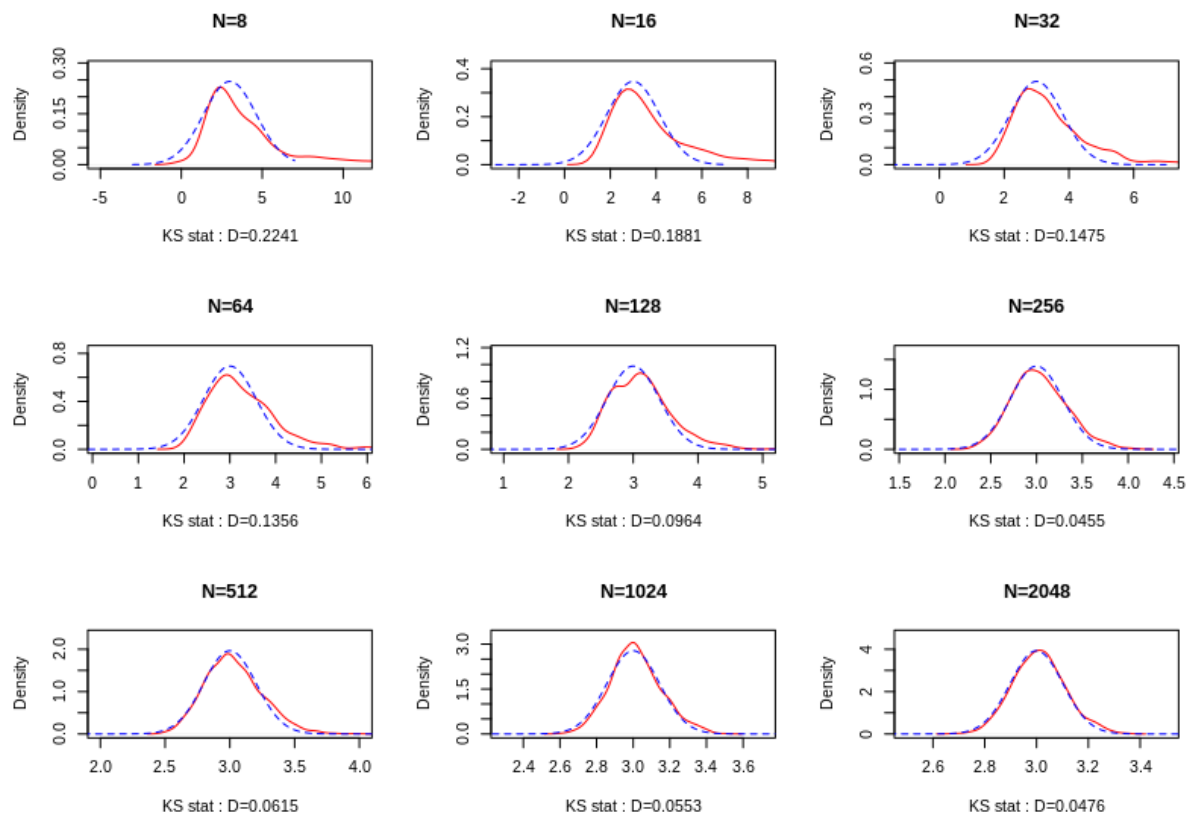 N=8
0.30
0.15
0.00
Density
-5 0 5 10
KS stat : D=0.2241
N=16
0.4
0.2
0.0
Density
-2 0 2 4 6 8
KS stat : D=0.1881
N=32
0.6
0.3
0.0
Density
0 2 4 6
KS stat : D=0.1475
N=64
0.8
0.4
0.0
Density
0 1 2 3 4 5 6
KS stat : D=0.1356
N=128
1.2
0.6
0.0
Density
1 2 3 4 5
KS stat : D=0.0964
N=256
1.0
0.0
Density
1.5 2.0 2.5 3.0 3.5 4.0 4.5
KS stat : D=0.0455
N=512
2.0
1.0
0.0
Density
2.0 2.5 3.0 3.5 4.0
KS stat : D=0.0615
N=1024
3.0
1.5
0.0
Density
2.4 2.6 2.8 3.0 3.2 3.4 3.6
KS stat : D=0.0553
N=2048
4
2
0
Density
2.6 2.8 3.0 3.2 3.4
KS stat : D=0.0476